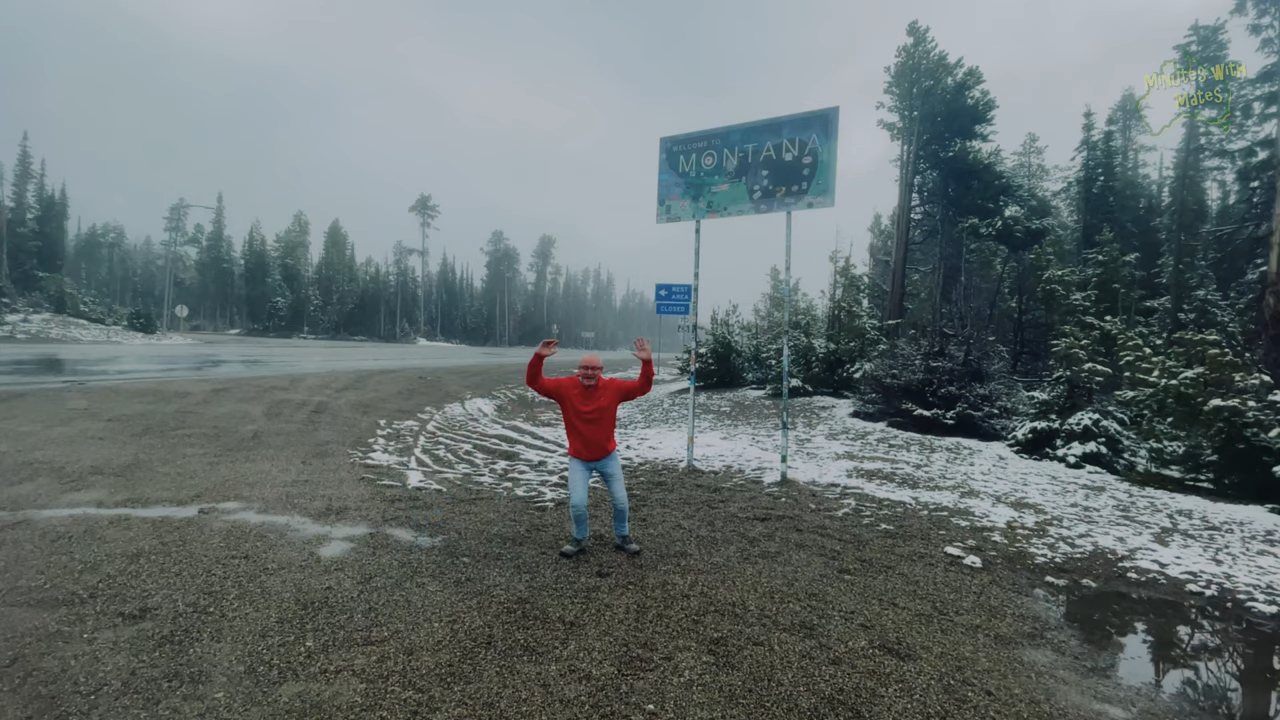 Minutes With
Mates
WELCOME TO
MONTANA
REST
AREA
CLOSED